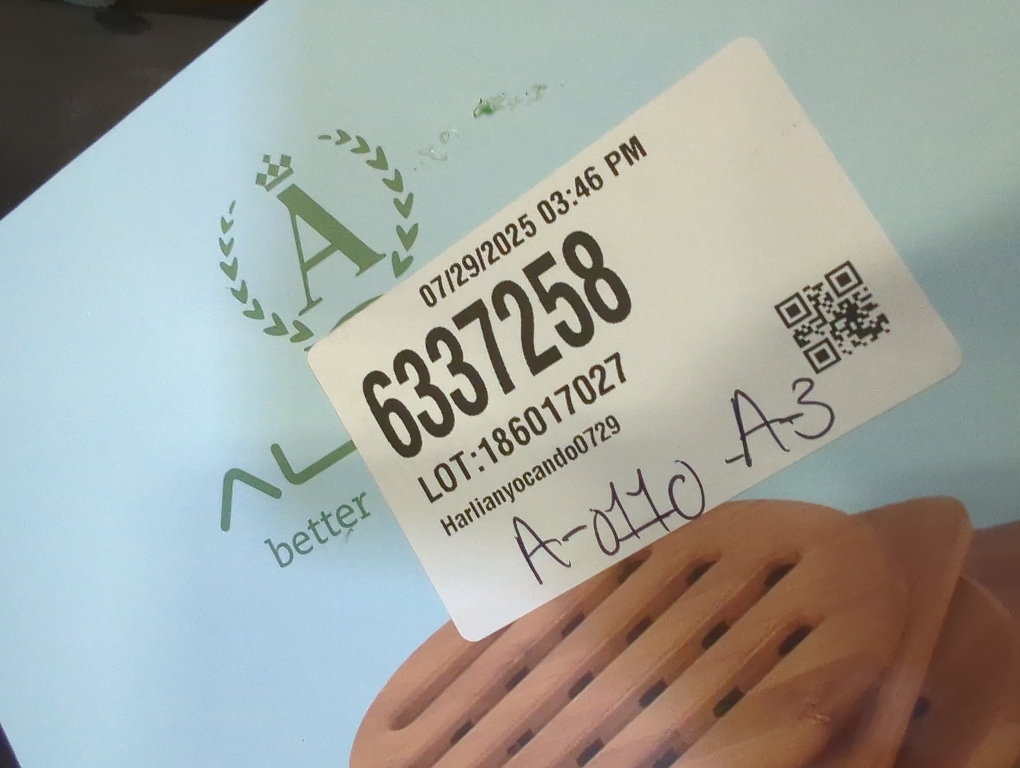 A
better
07/29/2025 03:46 PM
6337258
LOT:186017027
Harlianyocando0729
A-0110 -A-3